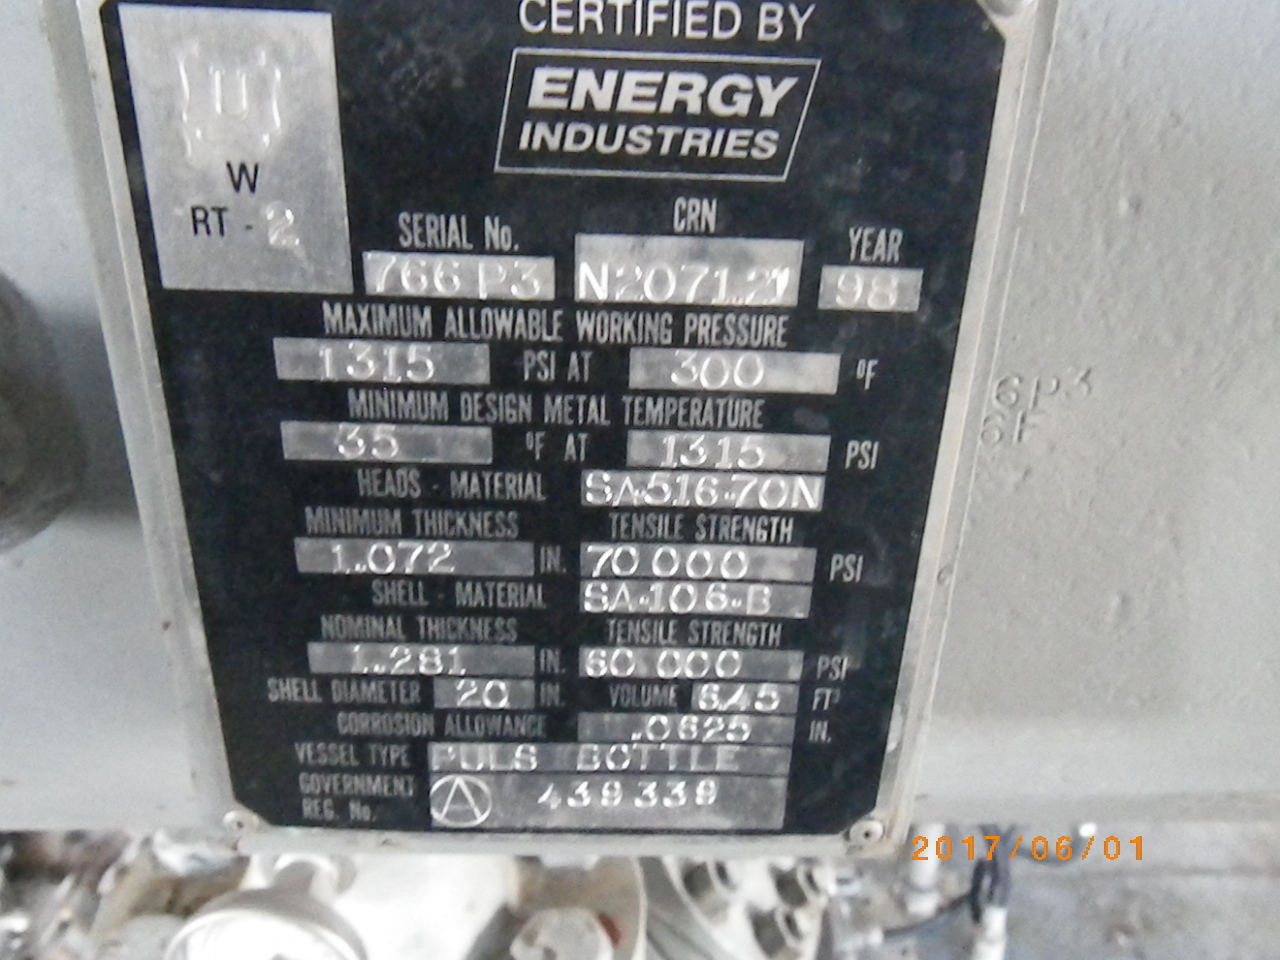 CERTIFIED BY
ENERGY
INDUSTRIES
U
W
RT - 2
SERIAL No. CRN YEAR
766 P3 N2071.21 98
MAXIMUM ALLOWABLE WORKING PRESSURE
1315 PSI AT 300 ºF
MINIMUM DESIGN METAL TEMPERATURE
35 ºF AT 1315 PSI
HEADS - MATERIAL SA-516-70N
MINIMUM THICKNESS TENSILE STRENGTH
1.072 IN. 70 000 PSI
SHELL - MATERIAL SA-106-B
NOMINAL THICKNESS TENSILE STRENGTH
1.281 IN. 60 000 PSI
SHELL DIAMETER 20 IN. VOLUME 6.45 FT³
CORROSION ALLOWANCE .0625 IN.
VESSEL TYPE PULS BOTTLE
GOVERNMENT
REG. No. A 439339
6P3
6F
2017/06/01